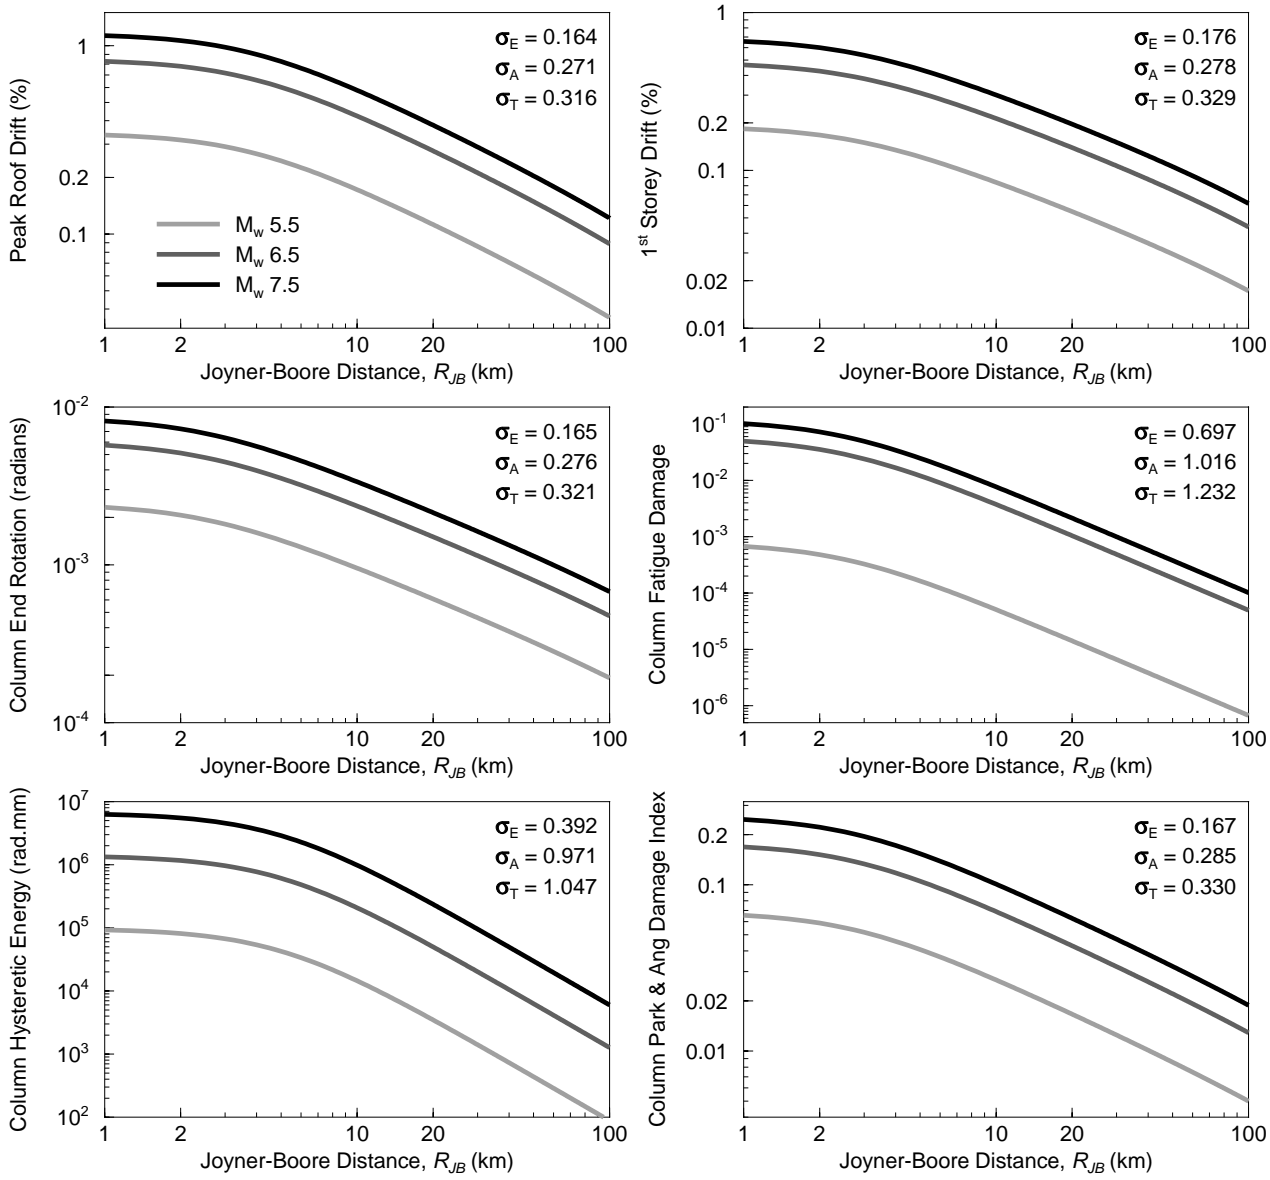 Peak Roof Drift (%)
1
0.2
0.1
σE = 0.164
σA = 0.271
σT = 0.316
Mw 5.5
Mw 6.5
Mw 7.5
1 2 10 20 100
Joyner-Boore Distance, RJB (km)
1st Storey Drift (%)
1
0.2
0.1
0.02
0.01
σE = 0.176
σA = 0.278
σT = 0.329
1 2 10 20 100
Joyner-Boore Distance, RJB (km)
Column End Rotation (radians)
10-2
10-3
10-4
σE = 0.165
σA = 0.276
σT = 0.321
1 2 10 20 100
Joyner-Boore Distance, RJB (km)
Column Fatigue Damage
10-1
10-2
10-3
10-4
10-5
10-6
σE = 0.697
σA = 1.016
σT = 1.232
1 2 10 20 100
Joyner-Boore Distance, RJB (km)
Column Hysteretic Energy (rad.mm)
107
106
105
104
103
102
σE = 0.392
σA = 0.971
σT = 1.047
1 2 10 20 100
Joyner-Boore Distance, RJB (km)
Column Park & Ang Damage Index
0.2
0.1
0.02
0.01
σE = 0.167
σA = 0.285
σT = 0.330
1 2 10 20 100
Joyner-Boore Distance, RJB (km)